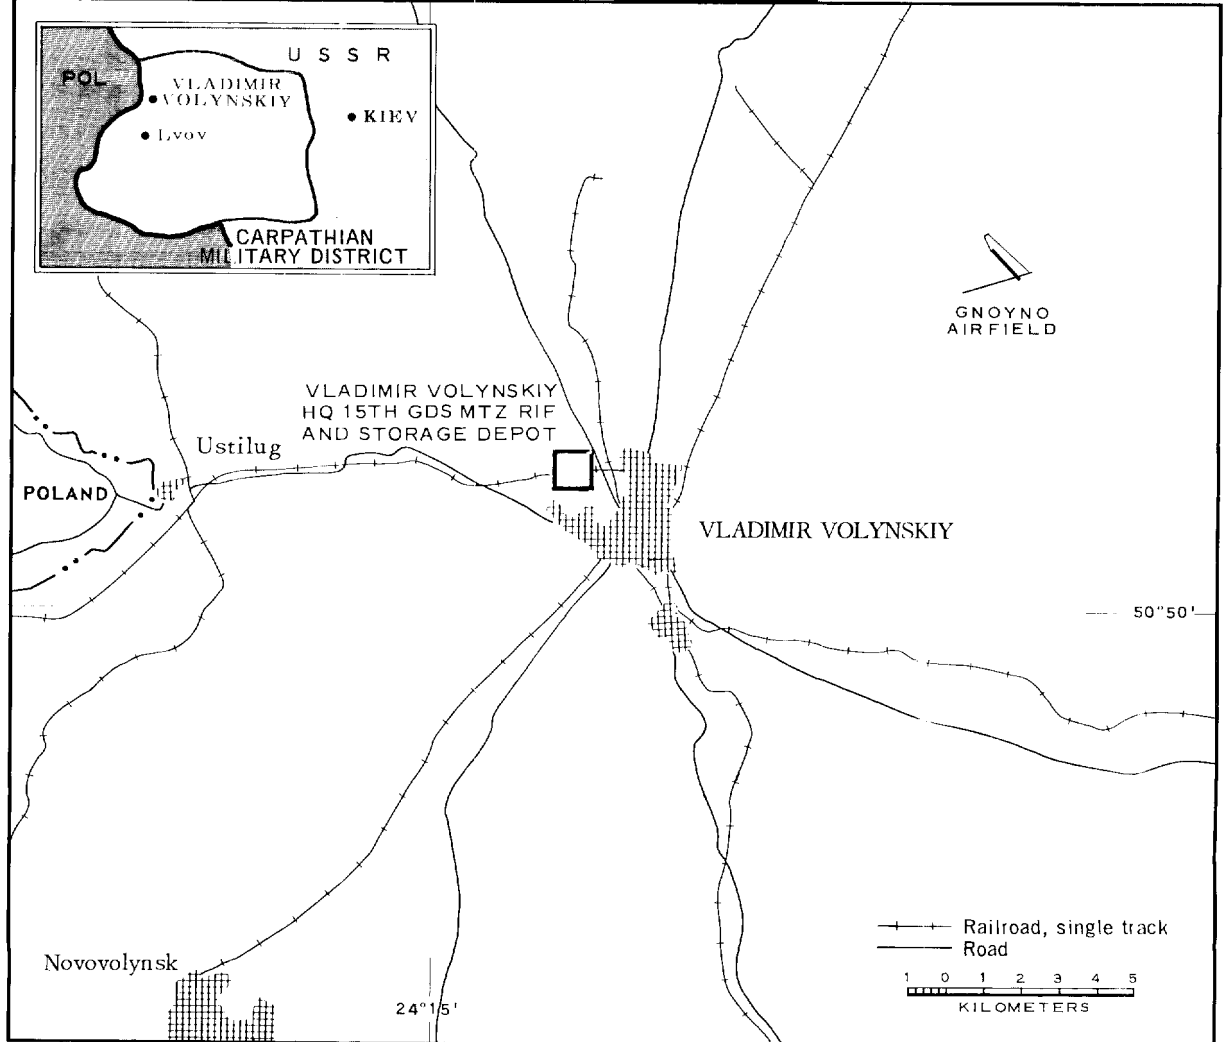 U S S R
POL
VLADIMIR
VOLYNSKIY
KIEV
Lvov
CARPATHIAN
MILITARY DISTRICT
GNOYNO
AIRFIELD
VLADIMIR VOLYNSKIY
HQ 15TH GDS MTZ RIF
AND STORAGE DEPOT
Ustilug
POLAND
VLADIMIR VOLYNSKIY
50°50'
Novovolynsk
24°15'
Railroad, single track
Road
1 0 1 2 3 4 5
KILOMETERS